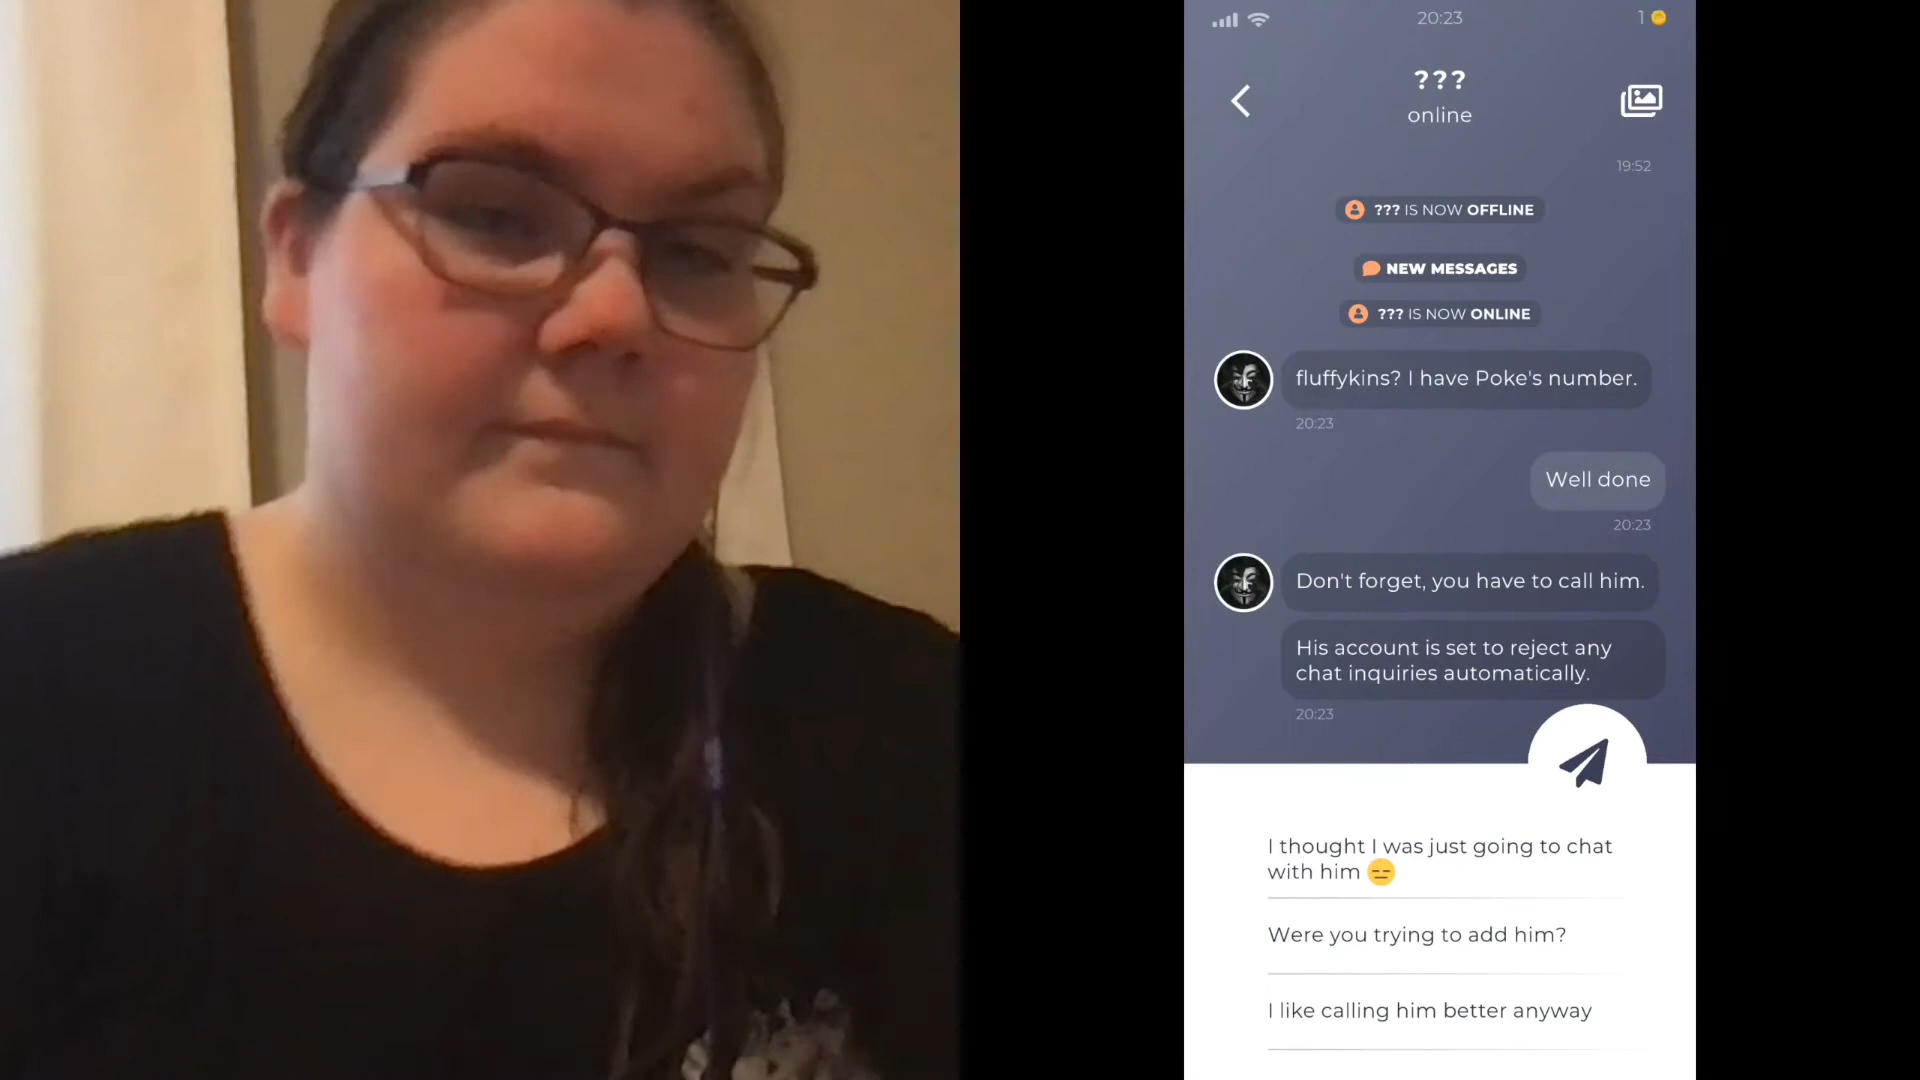 20:23
1
???
online
19:52
??? IS NOW OFFLINE
NEW MESSAGES
??? IS NOW ONLINE
fluffykins? I have Poke's number.
20:23
Well done
20:23
Don't forget, you have to call him.
His account is set to reject any
chat inquiries automatically.
20:23
I thought I was just going to chat
with him 😑
Were you trying to add him?
I like calling him better anyway